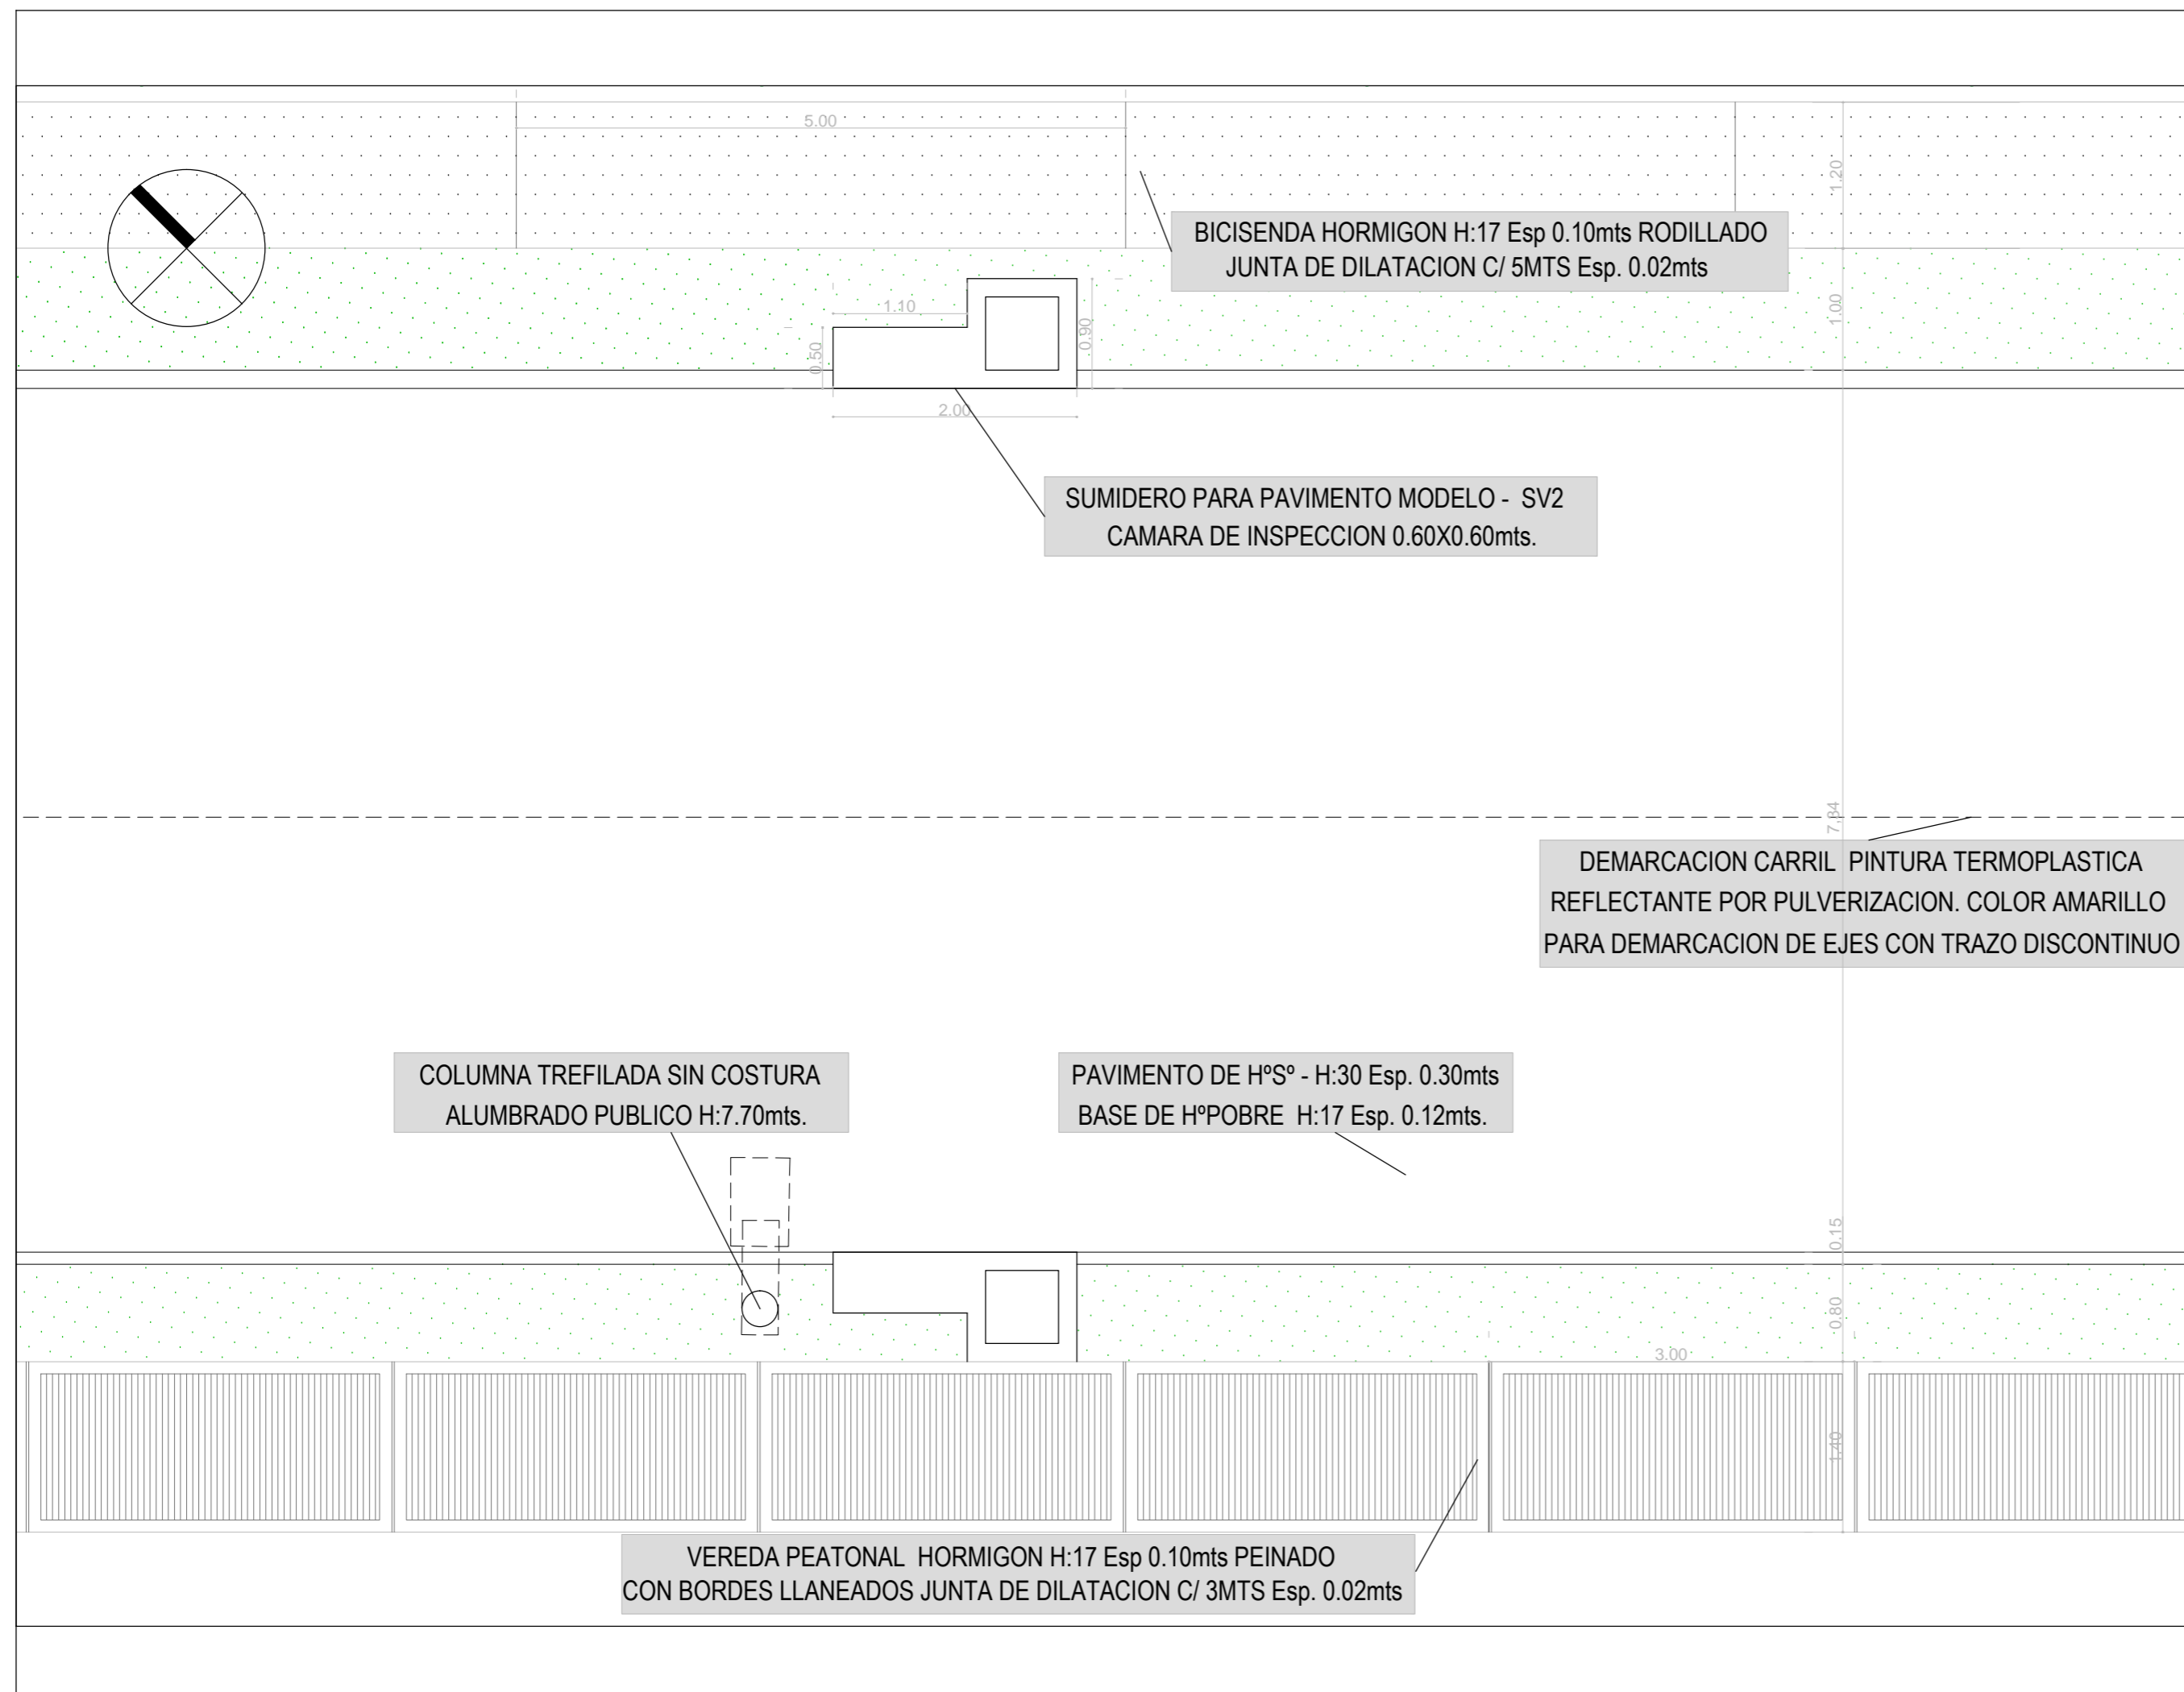 5.00
1.20
BICISENDA HORMIGON H:17 Esp 0.10mts RODILLADO
JUNTA DE DILATACION C/ 5MTS Esp. 0.02mts
1.10
1.00
0.50
0.90
2.00
SUMIDERO PARA PAVIMENTO MODELO - SV2
CAMARA DE INSPECCION 0.60X0.60mts.
7,84
DEMARCACION CARRIL PINTURA TERMOPLASTICA
REFLECTANTE POR PULVERIZACION. COLOR AMARILLO
PARA DEMARCACION DE EJES CON TRAZO DISCONTINUO
COLUMNA TREFILADA SIN COSTURA
ALUMBRADO PUBLICO H:7.70mts.
PAVIMENTO DE HºSº - H:30 Esp. 0.30mts
BASE DE HºPOBRE H:17 Esp. 0.12mts.
0.15
0.80
3.00
1.40
VEREDA PEATONAL HORMIGON H:17 Esp 0.10mts PEINADO
CON BORDES LLANEADOS JUNTA DE DILATACION C/ 3MTS Esp. 0.02mts